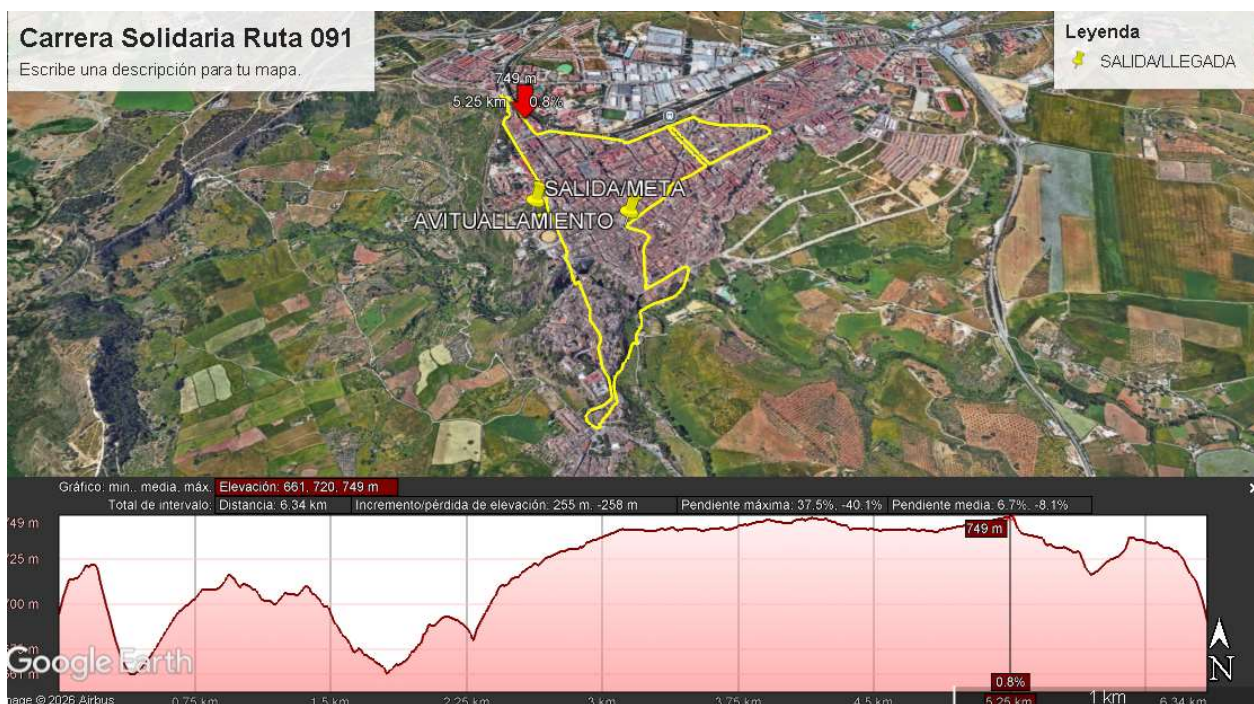 Carrera Solidaria Ruta 091
Escribe una descripción para tu mapa.
Leyenda
SALIDA/LLEGADA
749 m
5.25 km 0.8%
SALIDA/META
AVITUALLAMIENTO
Gráfico: min., media, máx. Elevación: 661, 720, 749 m
Total de intervalo: Distancia: 6.34 km Incremento/pérdida de elevación: 255 m, -258 m Pendiente máxima: 37.5%, -40.1% Pendiente media: 6.7%, -8.1%
749 m
749 m
725 m
700 m
Google Earth
N
0.8%
1 km
2026 Airbus
0.75 km 1.5 km 2.25 km 3 km 3.75 km 4.5 km 5.25 km 6.34 km